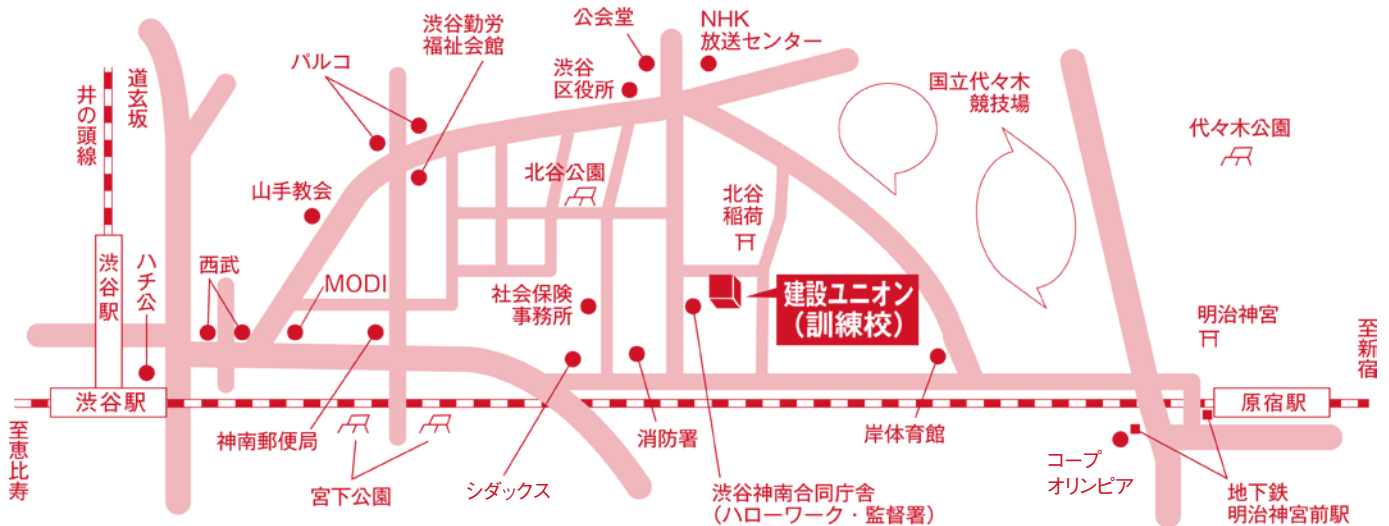 公会堂
NHK
放送センター
渋谷勤労
福祉会館
パルコ
渋谷
区役所
道玄坂
井の頭線
国立代々木
競技場
代々木公園
北谷公園
山手教会
北谷
稲荷
渋谷駅
ハチ公
西武
MODI
社会保険
事務所
建設ユニオン
（訓練校）
明治神宮
至新宿
渋谷駅
原宿駅
至恵比寿
神南郵便局
宮下公園
シダックス
消防署
渋谷神南合同庁舎
（ハローワーク・監督署）
岸体育館
コープ
オリンピア
地下鉄
明治神宮前駅